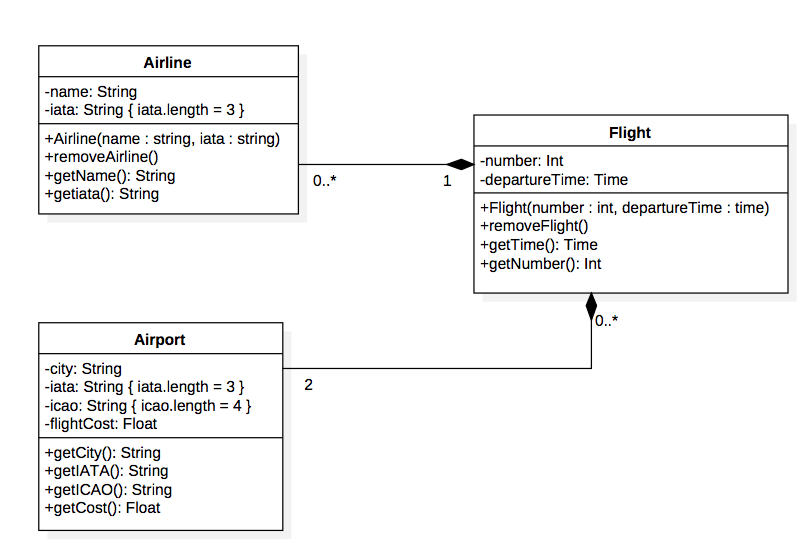 Airline
-name: String
-iata: String { iata.length = 3 }
+Airline(name : string, iata : string)
+removeAirline()
+getName(): String
+getiata(): String
0..*
1
Flight
-number: Int
-departureTime: Time
+Flight(number : int, departureTime : time)
+removeFlight()
+getTime(): Time
+getNumber(): Int
0..*
Airport
-city: String
-iata: String { iata.length = 3 }
-icao: String { icao.length = 4 }
-flightCost: Float
+getCity(): String
+getIATA(): String
+getICAO(): String
+getCost(): Float
2